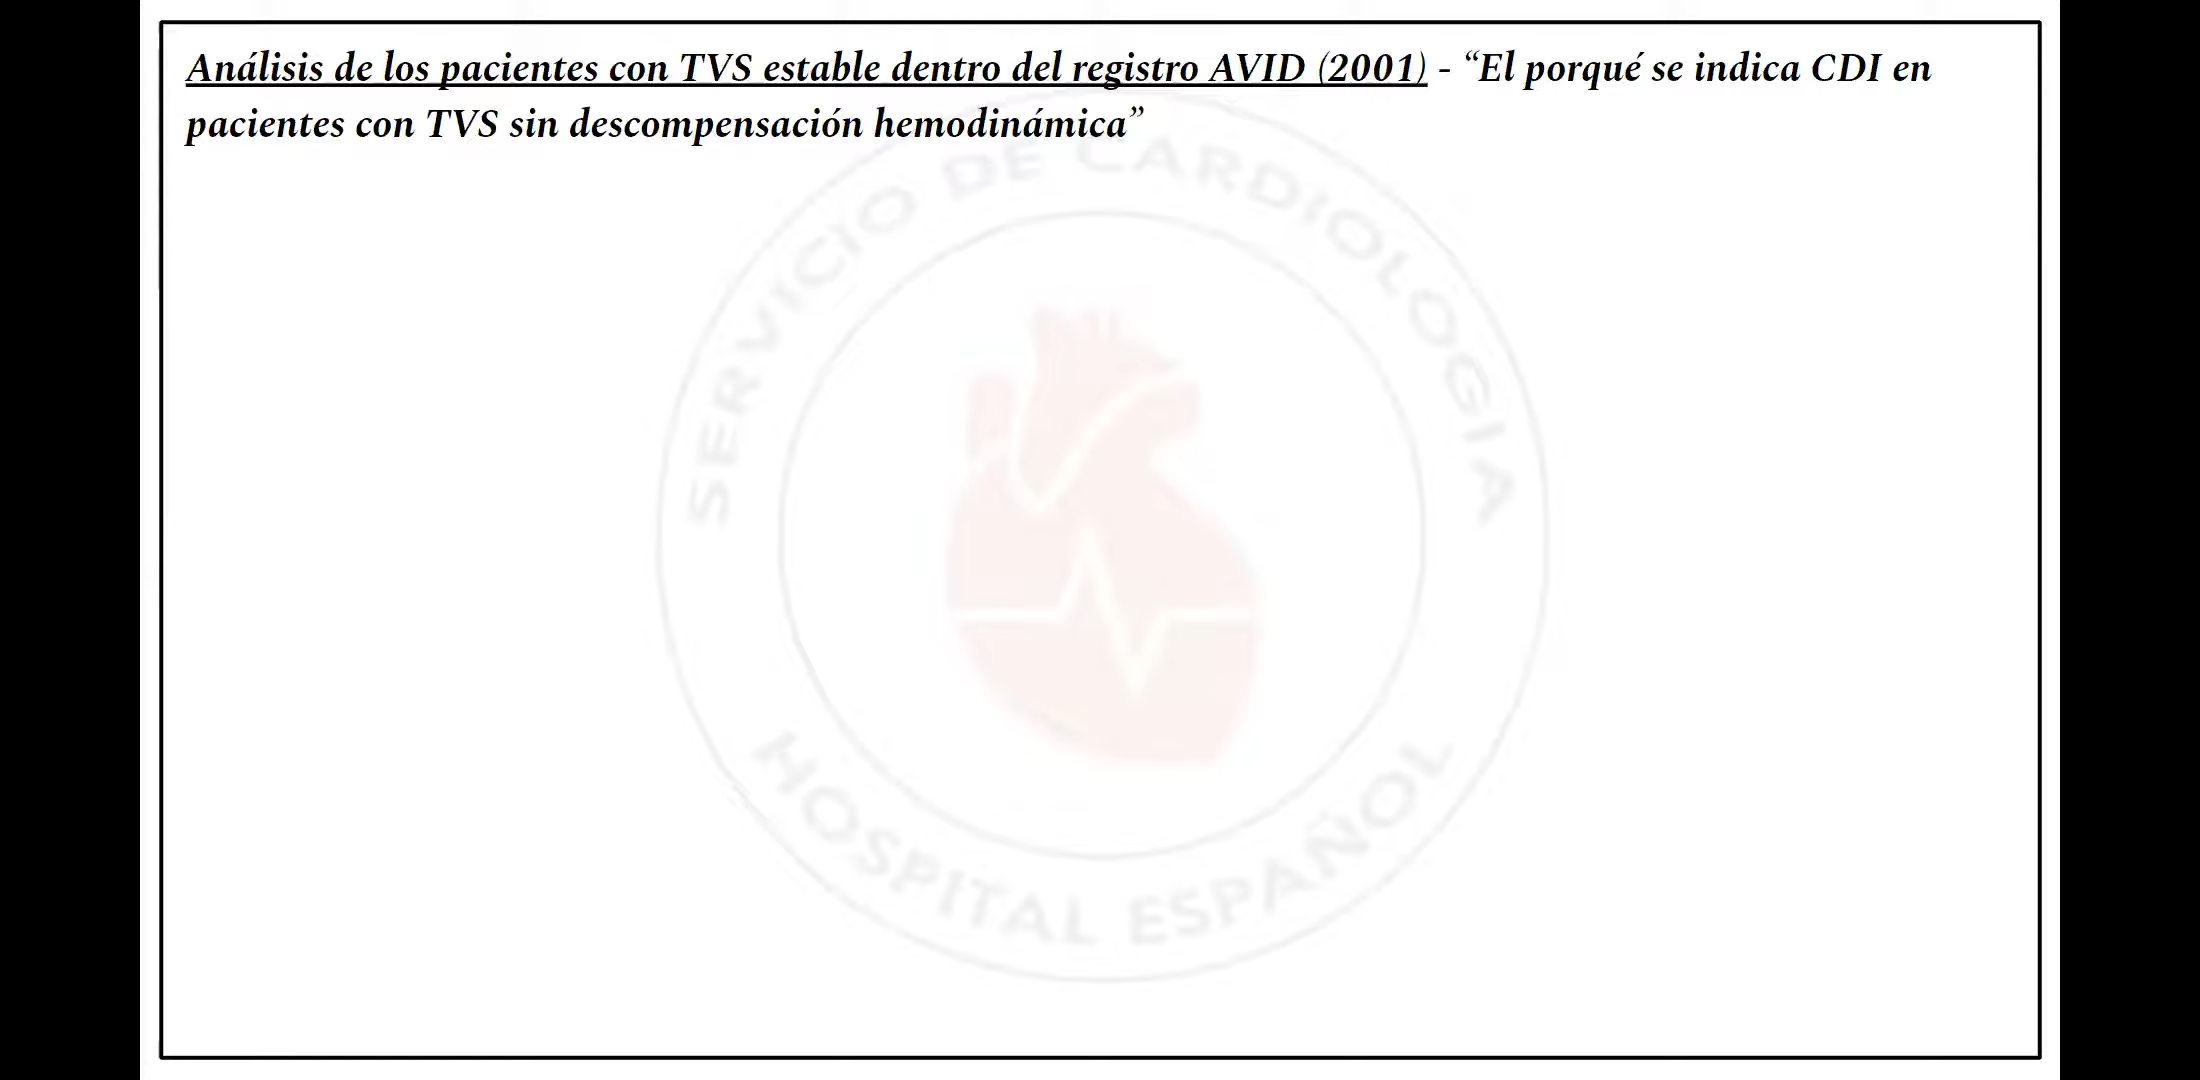 Análisis de los pacientes con TVS estable dentro del registro AVID (2001) - “El porqué se indica CDI en
pacientes con TVS sin descompensación hemodinámica”
SERVICIO DE CARDIOLOGIA
HOSPITAL ESPAÑOL